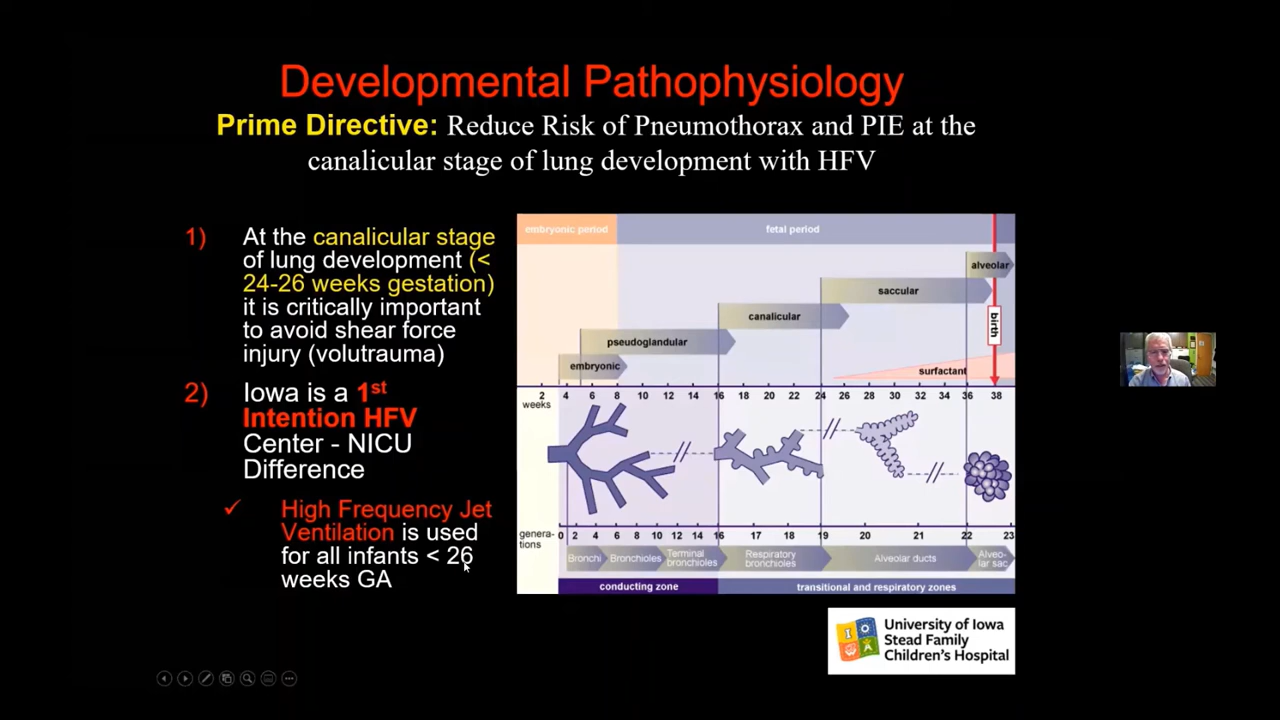 Developmental Pathophysiology
Prime Directive: Reduce Risk of Pneumothorax and PIE at the
canalicular stage of lung development with HFV
1) At the canalicular stage
of lung development (<
24-26 weeks gestation)
it is critically important
to avoid shear force
injury (volutrauma)
2) Iowa is a 1st
Intention HFV
Center - NICU
Difference
✓ High Frequency Jet
Ventilation is used
for all infants < 26
weeks GA
embryonic period fetal period
alveolar
saccular
canalicular
birth
pseudoglandular
embryonic
surfactant
2 4 6 8 10 12 14 16 18 20 22 24 26 28 30 32 34 36 38
weeks
genera- 0 2 4 6 8 10 12 14 16 17 18 19 20 21 22 23
tions
Bronchi Bronchioles Terminal bronchioles Respiratory bronchioles Alveolar ducts Alveo-lar sac
conducting zone transitional and respiratory zones
University of Iowa
Stead Family
Children's Hospital